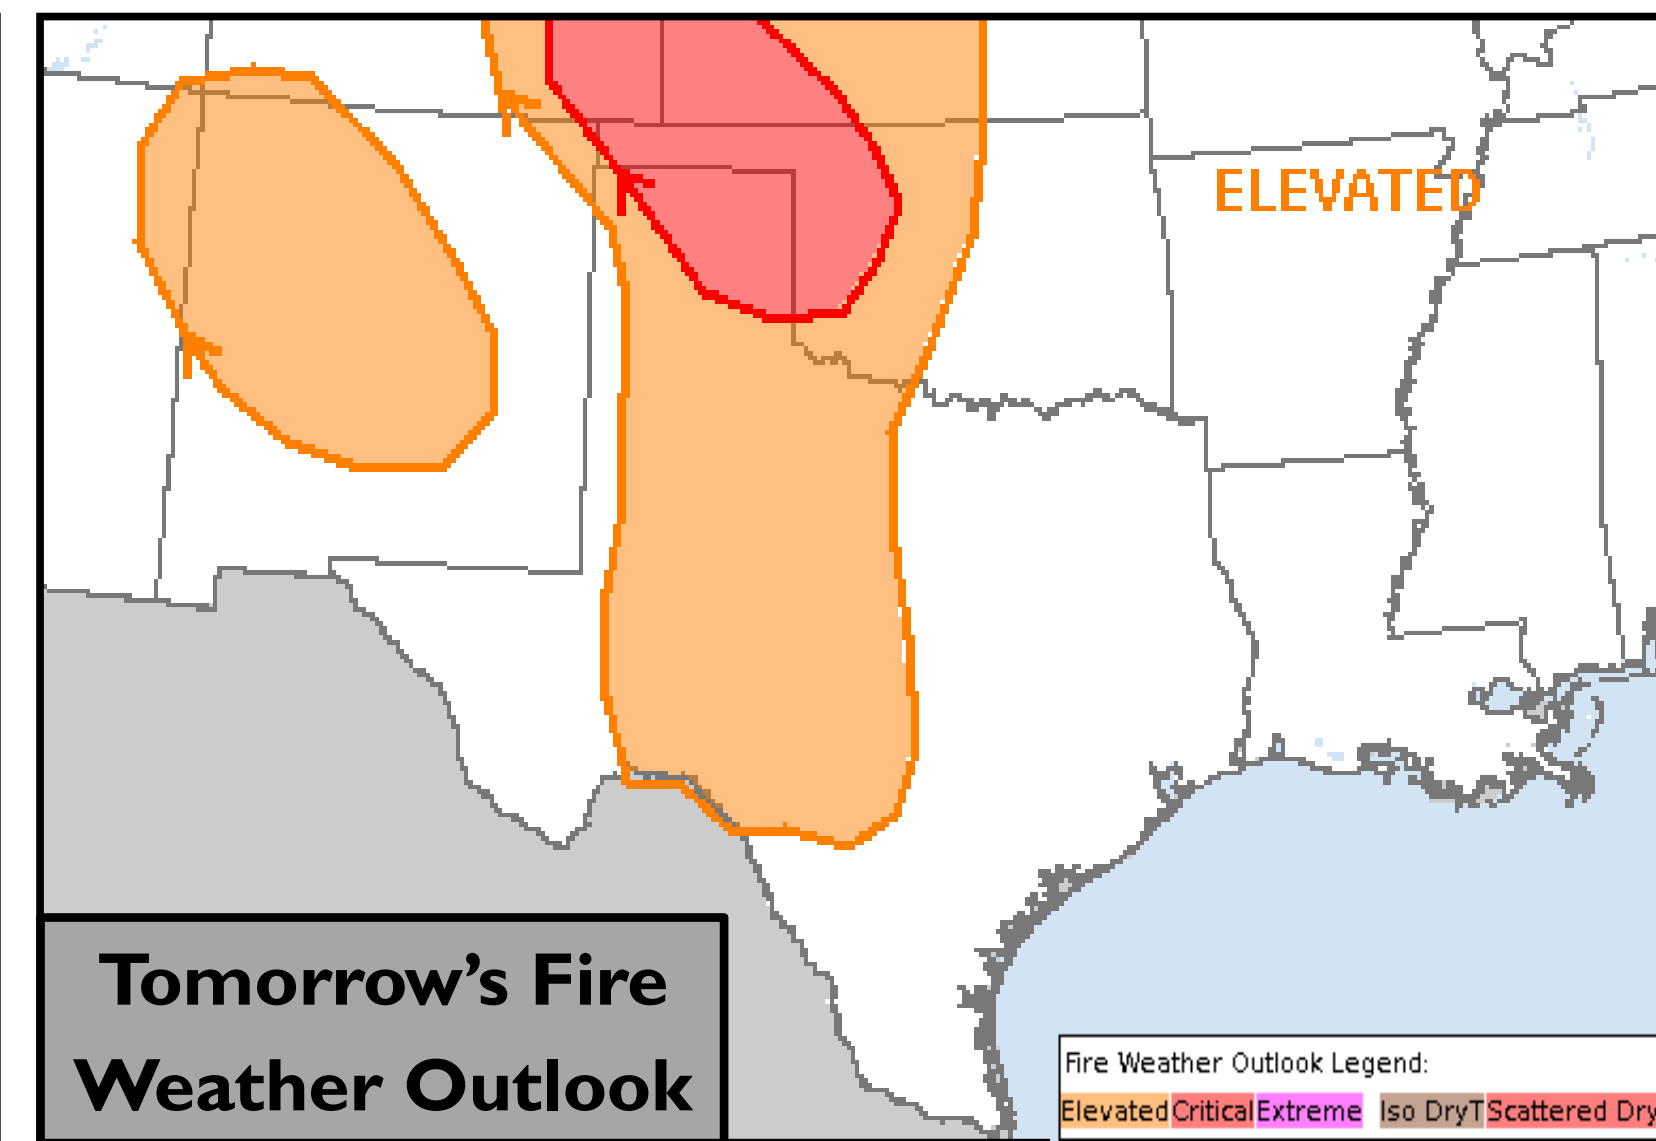 ELEVATED
Tomorrow's Fire
Weather Outlook
Fire Weather Outlook Legend:
Elevated Critical Extreme Iso DryT Scattered Dry